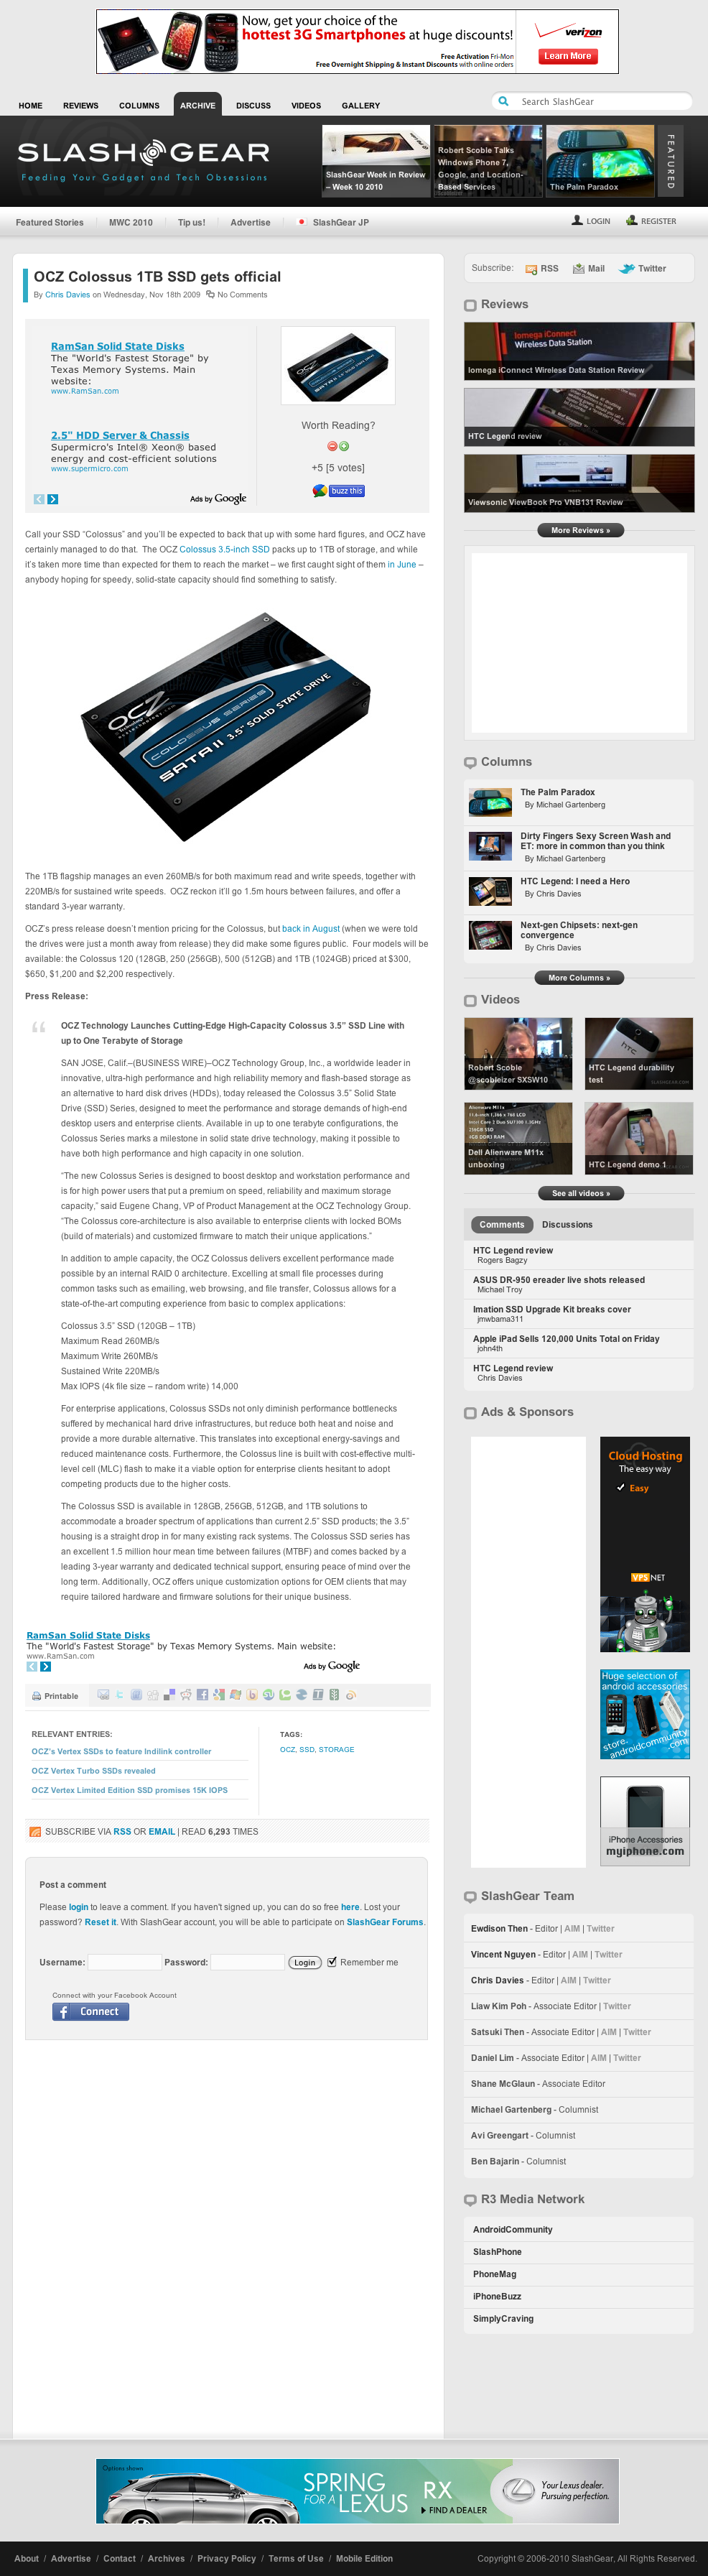 Now, get your choice of the
hottest 3G Smartphones at huge discounts!
Free Activation Fri-Mon
Free Overnight Shipping & Instant Discounts with online orders
verizon
Learn More
HOME
REVIEWS
COLUMNS
ARCHIVE
DISCUSS
VIDEOS
GALLERY
Search SlashGear
SLASHGEAR
Feeding Your Gadget and Tech Obsessions
SlashGear Week in Review
– Week 10 2010
Robert Scoble Talks
Windows Phone 7,
Google, and Location-
Based Services
The Palm Paradox
FEATURED
Featured Stories
MWC 2010
Tip us!
Advertise
SlashGear JP
LOGIN
REGISTER
OCZ Colossus 1TB SSD gets official
By Chris Davies on Wednesday, Nov 18th 2009 No Comments
RamSan Solid State Disks
The "World's Fastest Storage" by
Texas Memory Systems. Main
website:
www.RamSan.com
2.5" HDD Server & Chassis
Supermicro's Intel® Xeon® based
energy and cost-efficient solutions
www.supermicro.com
Ads by Google
Worth Reading?
+5 [5 votes]
buzz this
Call your SSD “Colossus” and you’ll be expected to back that up with some hard figures, and OCZ have
certainly managed to do that. The OCZ Colossus 3.5-inch SSD packs up to 1TB of storage, and while
it’s taken more time than expected for them to reach the market – we first caught sight of them in June –
anybody hoping for speedy, solid-state capacity should find something to satisfy.
OCZ
Technology
COLOSSUS SERIES
SATA II 3.5" SOLID STATE DRIVE
The 1TB flagship manages an even 260MB/s for both maximum read and write speeds, together with
220MB/s for sustained write speeds. OCZ reckon it’ll go 1.5m hours between failures, and offer a
standard 3-year warranty.
OCZ’s press release doesn’t mention pricing for the Colossus, but back in August (when we were told
the drives were just a month away from release) they did make some figures public. Four models will be
available: the Colossus 120 (128GB, 250 (256GB), 500 (512GB) and 1TB (1024GB) priced at $300,
$650, $1,200 and $2,200 respectively.
Press Release:
OCZ Technology Launches Cutting-Edge High-Capacity Colossus 3.5” SSD Line with
up to One Terabyte of Storage
SAN JOSE, Calif.–(BUSINESS WIRE)–OCZ Technology Group, Inc., a worldwide leader in
innovative, ultra-high performance and high reliability memory and flash-based storage as
an alternative to hard disk drives (HDDs), today released the Colossus 3.5” Solid State
Drive (SSD) Series, designed to meet the performance and storage demands of high-end
desktop users and enterprise clients. Available in up to one terabyte configurations, the
Colossus Series marks a milestone in solid state drive technology, making it possible to
have both high performance and high capacity in one solution.
“The new Colossus Series is designed to boost desktop and workstation performance and
is for high power users that put a premium on speed, reliability and maximum storage
capacity,” said Eugene Chang, VP of Product Management at the OCZ Technology Group.
“The Colossus core-architecture is also available to enterprise clients with locked BOMs
(build of materials) and customized firmware to match their unique applications.”
In addition to ample capacity, the OCZ Colossus delivers excellent performance made
possible by an internal RAID 0 architecture. Excelling at small file processes during
common tasks such as emailing, web browsing, and file transfer, Colossus allows for a
state-of-the-art computing experience from basic to complex applications:
Colossus 3.5” SSD (120GB – 1TB)
Maximum Read 260MB/s
Maximum Write 260MB/s
Sustained Write 220MB/s
Max IOPS (4k file size – random write) 14,000
For enterprise applications, Colossus SSDs not only diminish performance bottlenecks
suffered by mechanical hard drive infrastructures, but reduce both heat and noise and
provide a more durable alternative. This translates into exceptional energy-savings and
reduced maintenance costs. Furthermore, the Colossus line is built with cost-effective multi-
level cell (MLC) flash to make it a viable option for enterprise clients hesitant to adopt
competing products due to the higher costs.
The Colossus SSD is available in 128GB, 256GB, 512GB, and 1TB solutions to
accommodate a broader spectrum of applications than current 2.5” SSD products; the 3.5”
housing is a straight drop in for many existing rack systems. The Colossus SSD series has
an excellent 1.5 million hour mean time between failures (MTBF) and comes backed by a
leading 3-year warranty and dedicated technical support, ensuring peace of mind over the
long term. Additionally, OCZ offers unique customization options for OEM clients that may
require tailored hardware and firmware solutions for their unique business.
RamSan Solid State Disks
The "World's Fastest Storage" by Texas Memory Systems. Main website:
www.RamSan.com
Ads by Google
Printable
RELEVANT ENTRIES:
OCZ's Vertex SSDs to feature Indilink controller
OCZ Vertex Turbo SSDs revealed
OCZ Vertex Limited Edition SSD promises 15K IOPS
TAGS:
OCZ, SSD, STORAGE
SUBSCRIBE VIA RSS OR EMAIL | READ 6,293 TIMES
Post a comment
Please login to leave a comment. If you haven't signed up, you can do so free here. Lost your
password? Reset it. With SlashGear account, you will be able to participate on SlashGear Forums.
Username:
Password:
Login
Remember me
Connect with your Facebook Account
Connect
Subscribe:
RSS
Mail
Twitter
Reviews
Iomega iConnect
Wireless Data Station
Iomega iConnect Wireless Data Station Review
HTC Legend review
Viewsonic ViewBook Pro VNB131 Review
More Reviews »
Columns
The Palm Paradox
By Michael Gartenberg
Dirty Fingers Sexy Screen Wash and
ET: more in common than you think
By Michael Gartenberg
HTC Legend: I need a Hero
By Chris Davies
Next-gen Chipsets: next-gen
convergence
By Chris Davies
More Columns »
Videos
Robert Scoble
@scobleizer SXSW10
HTC Legend durability
test
Dell Alienware M11x
unboxing
HTC Legend demo 1
See all videos »
Comments
Discussions
HTC Legend review
Rogers Bagzy
ASUS DR-950 ereader live shots released
Michael Troy
Imation SSD Upgrade Kit breaks cover
jmwbama311
Apple iPad Sells 120,000 Units Total on Friday
john4th
HTC Legend review
Chris Davies
Ads & Sponsors
Cloud Hosting
The easy way
Easy
VPS NET
Huge selection of
android accessories
store.
androidcommunity
.com
iPhone Accessories
myiphone.com
SlashGear Team
Ewdison Then - Editor | AIM | Twitter
Vincent Nguyen - Editor | AIM | Twitter
Chris Davies - Editor | AIM | Twitter
Liaw Kim Poh - Associate Editor | Twitter
Satsuki Then - Associate Editor | AIM | Twitter
Daniel Lim - Associate Editor | AIM | Twitter
Shane McGlaun - Associate Editor
Michael Gartenberg - Columnist
Avi Greengart - Columnist
Ben Bajarin - Columnist
R3 Media Network
AndroidCommunity
SlashPhone
PhoneMag
iPhoneBuzz
SimplyCraving
Options shown
SPRING
FOR A LEXUS
RX
FIND A DEALER
Your Lexus dealer.
Pursuing perfection.
About / Advertise / Contact / Archives / Privacy Policy / Terms of Use / Mobile Edition
Copyright © 2006-2010 SlashGear, All Rights Reserved.